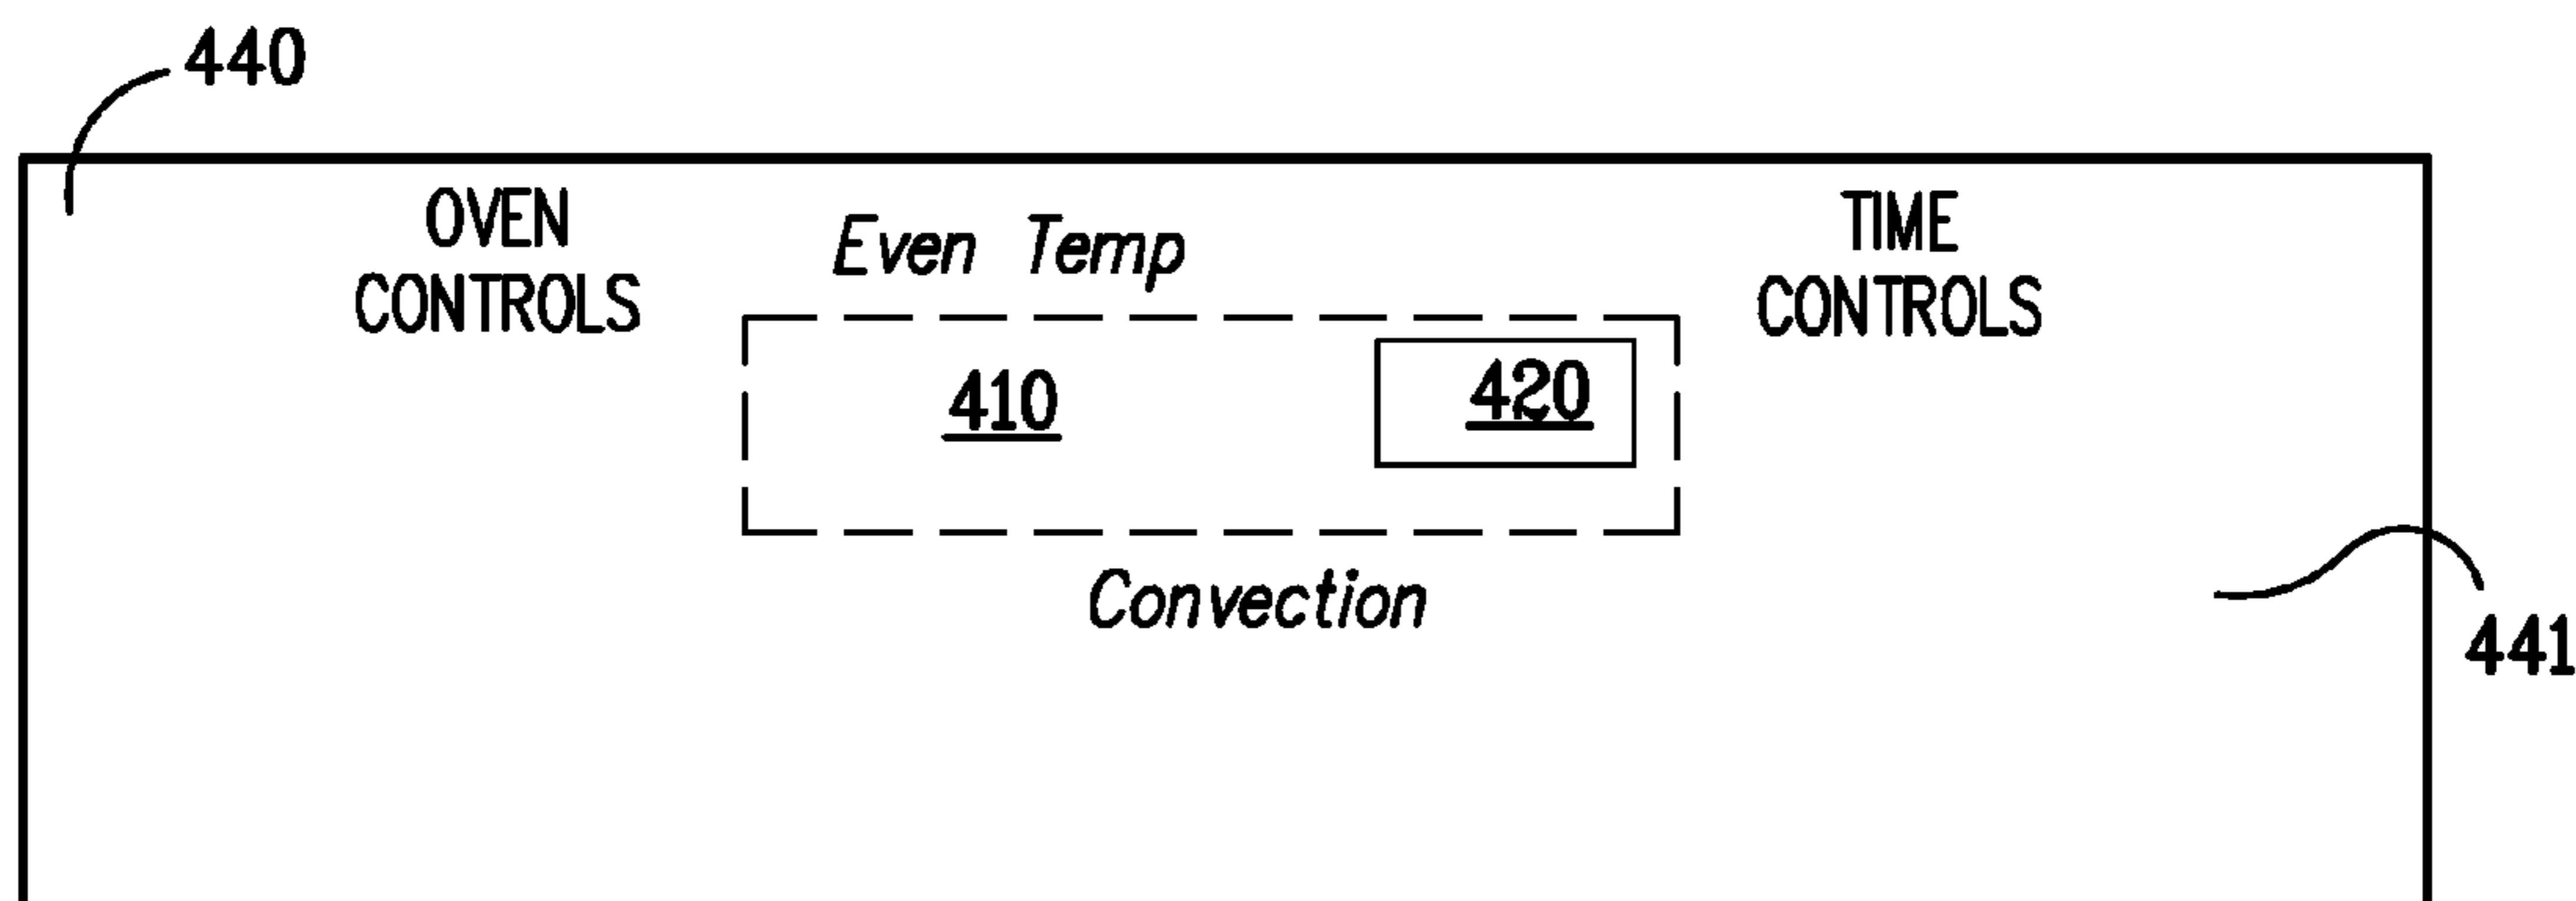 440
OVEN
CONTROLS
Even Temp
TIME
CONTROLS
410
420
Convection
441